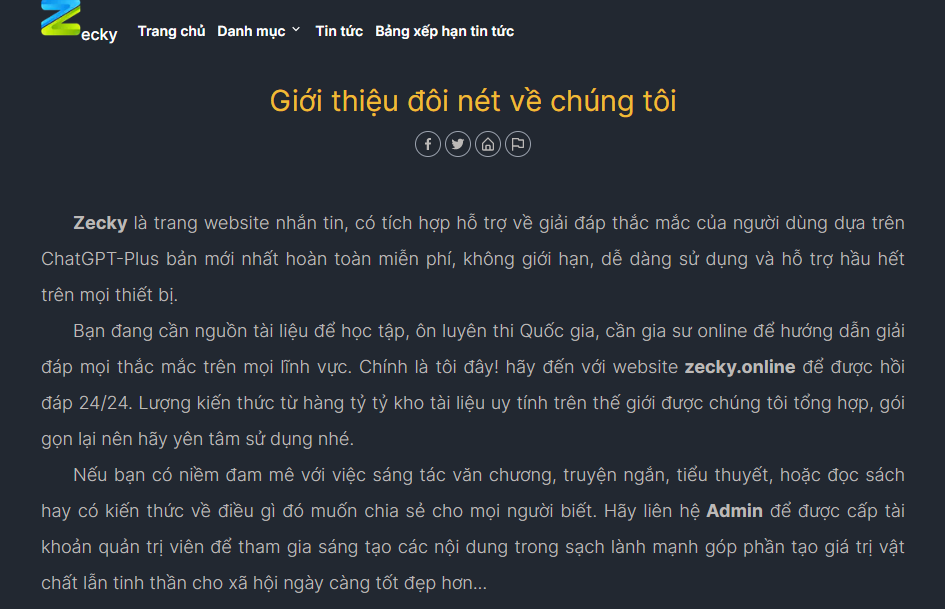 Zecky Trang chủ Danh mục Tin tức Bảng xếp hạn tin tức
Giới thiệu đôi nét về chúng tôi
Zecky là trang website nhắn tin, có tích hợp hỗ trợ về giải đáp thắc mắc của người dùng dựa trên
ChatGPT-Plus bản mới nhất hoàn toàn miễn phí, không giới hạn, dễ dàng sử dụng và hỗ trợ hầu hết
trên mọi thiết bị.
Bạn đang cần nguồn tài liệu để học tập, ôn luyện thi Quốc gia, cần gia sư online để hướng dẫn giải
đáp mọi thắc mắc trên mọi lĩnh vực. Chính là tôi đây! hãy đến với website zecky.online để được hồi
đáp 24/24. Lượng kiến thức từ hàng tỷ tỷ kho tài liệu uy tính trên thế giới được chúng tôi tổng hợp, gói
gọn lại nên hãy yên tâm sử dụng nhé.
Nếu bạn có niềm đam mê với việc sáng tác văn chương, truyện ngắn, tiểu thuyết, hoặc đọc sách
hay có kiến thức về điều gì đó muốn chia sẻ cho mọi người biết. Hãy liên hệ Admin để được cấp tài
khoản quản trị viên để tham gia sáng tạo các nội dung trong sạch lành mạnh góp phần tạo giá trị vật
chất lẫn tinh thần cho xã hội ngày càng tốt đẹp hơn...